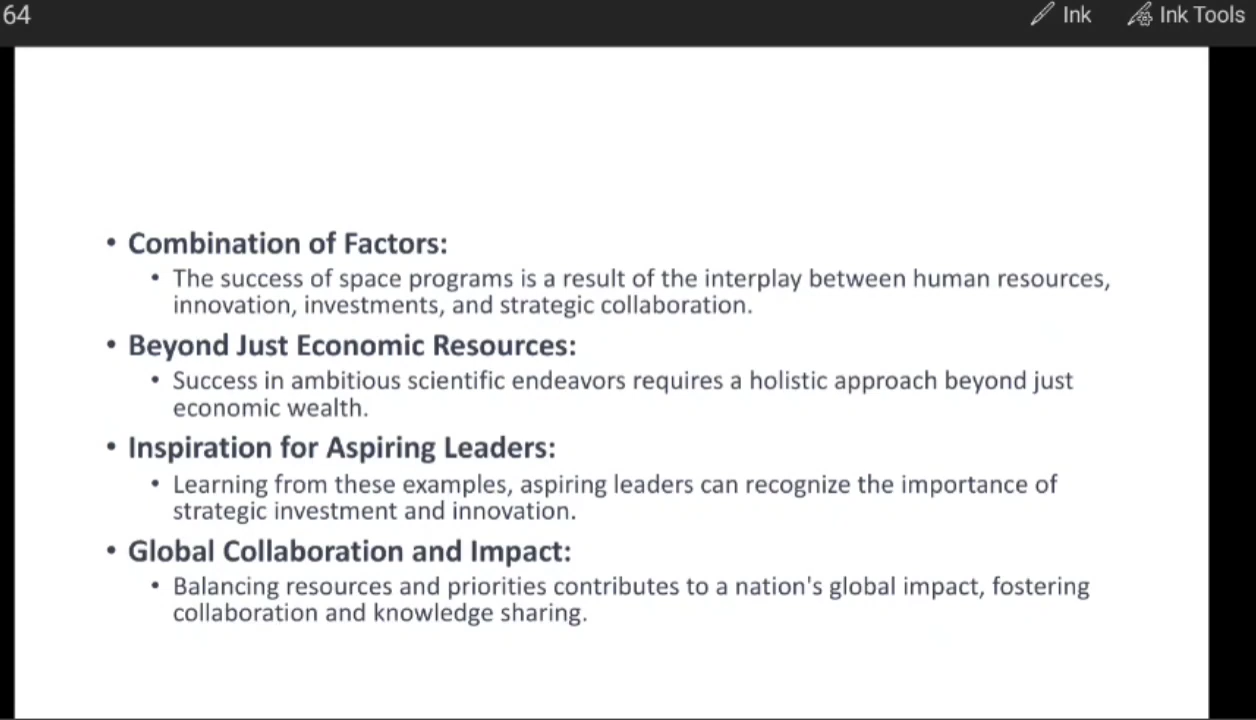 64
Ink
Ink Tools
• Combination of Factors:
• The success of space programs is a result of the interplay between human resources,
innovation, investments, and strategic collaboration.
• Beyond Just Economic Resources:
• Success in ambitious scientific endeavors requires a holistic approach beyond just
economic wealth.
• Inspiration for Aspiring Leaders:
• Learning from these examples, aspiring leaders can recognize the importance of
strategic investment and innovation.
• Global Collaboration and Impact:
• Balancing resources and priorities contributes to a nation's global impact, fostering
collaboration and knowledge sharing.